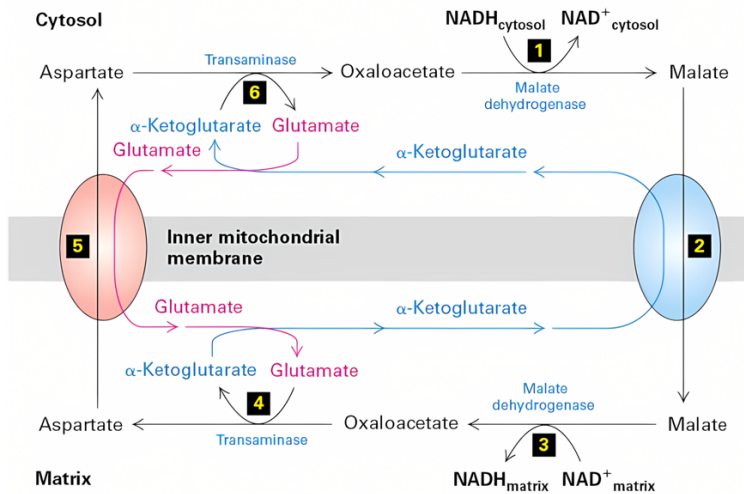 Cytosol
NADHcytosol NAD+cytosol
1
Aspartate
Transaminase
Oxaloacetate
Malate
dehydrogenase
Malate
6
α-Ketoglutarate Glutamate
Glutamate
α-Ketoglutarate
5
Inner mitochondrial
membrane
2
Glutamate
α-Ketoglutarate
α-Ketoglutarate Glutamate
4
Malate
dehydrogenase
Aspartate
Transaminase
Oxaloacetate
3
Malate
Matrix
NADHmatrix NAD+matrix